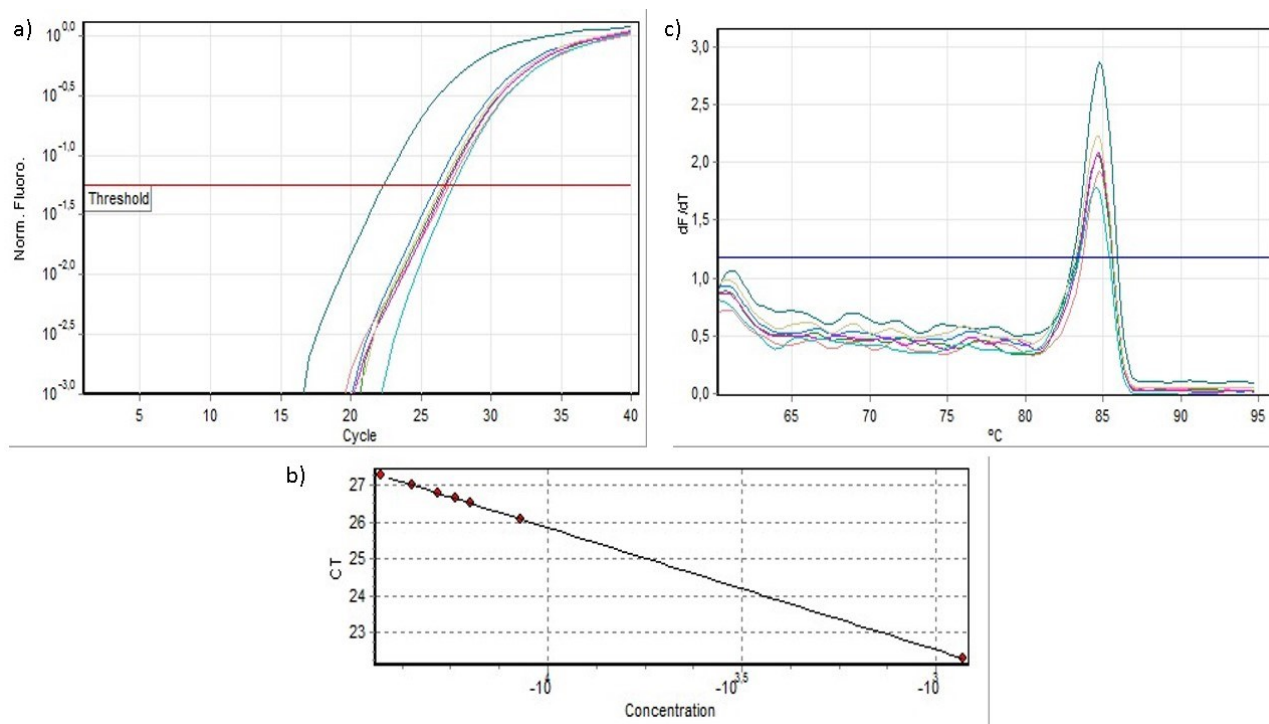 a)
10^0.0
10^-0.5
10^-1.0
10^-1.5
10^-2.0
10^-2.5
10^-3.0
Norm. Fluoro.
Threshold
5 10 15 20 25 30 35 40
Cycle
c)
3,0
2,5
2,0
1,5
1,0
0,5
0,0
dF/dT
65 70 75 80 85 90 95
ºC
b)
27
26
25
24
23
CT
-10^4 -10^3,5 -10^3
Concentration